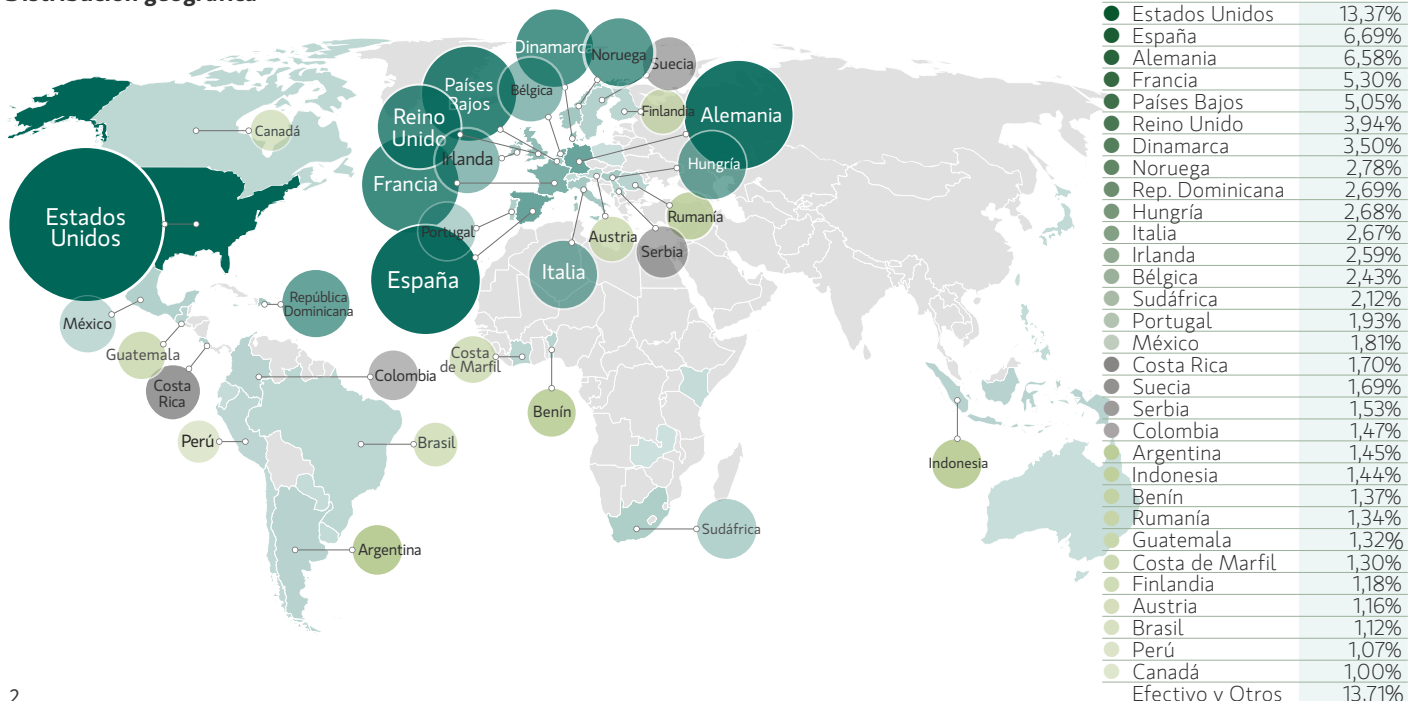 Distribución geográfica
Canadá
Estados
Unidos
México
Guatemala
Costa
Rica
República
Dominicana
Colombia
Perú
Brasil
Argentina
Dinamarca
Noruega
Suecia
Países
Bajos
Bélgica
Finlandia
Alemania
Reino
Unido
Irlanda
Hungría
Francia
Portugal
Rumanía
Austria
Serbia
España
Italia
Costa
de Marfil
Benín
Sudáfrica
Indonesia
Estados Unidos 13,37%
España 6,69%
Alemania 6,58%
Francia 5,30%
Países Bajos 5,05%
Reino Unido 3,94%
Dinamarca 3,50%
Noruega 2,78%
Rep. Dominicana 2,69%
Hungría 2,68%
Italia 2,67%
Irlanda 2,59%
Bélgica 2,43%
Sudáfrica 2,12%
Portugal 1,93%
México 1,81%
Costa Rica 1,70%
Suecia 1,69%
Serbia 1,53%
Colombia 1,47%
Argentina 1,45%
Indonesia 1,44%
Benín 1,37%
Rumanía 1,34%
Guatemala 1,32%
Costa de Marfil 1,30%
Finlandia 1,18%
Austria 1,16%
Brasil 1,12%
Perú 1,07%
Canadá 1,00%
Efectivo y Otros 13,71%
2